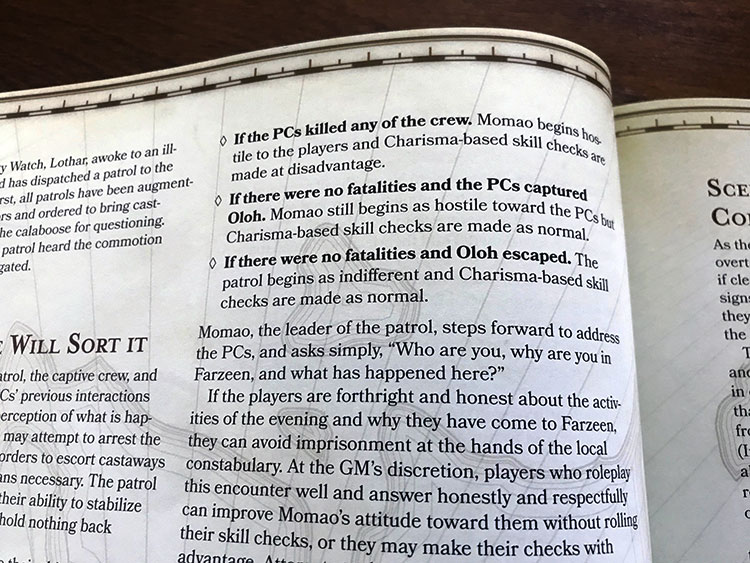 y Watch, Lothar, awoke to an ill-
d has dispatched a patrol to the
rst, all patrols have been augment-
rs and ordered to bring cast-
he calaboose for questioning.
patrol heard the commotion
gated.
WILL SORT IT
atrol, the captive crew, and
Cs' previous interactions
erception of what is hap-
may attempt to arrest the
orders to escort castaways
ans necessary. The patrol
their ability to stabilize
hold nothing back
◊ If the PCs killed any of the crew. Momao begins hos-
tile to the players and Charisma-based skill checks are
made at disadvantage.
◊ If there were no fatalities and the PCs captured
Oloh. Momao still begins as hostile toward the PCs but
Charisma-based skill checks are made as normal.
◊ If there were no fatalities and Oloh escaped. The
patrol begins as indifferent and Charisma-based skill
checks are made as normal.
Momao, the leader of the patrol, steps forward to address
the PCs, and asks simply, “Who are you, why are you in
Farzeen, and what has happened here?”
If the players are forthright and honest about the activ-
ities of the evening and why they have come to Farzeen,
they can avoid imprisonment at the hands of the local
constabulary. At the GM’s discretion, players who roleplay
this encounter well and answer honestly and respectfully
can improve Momao’s attitude toward them without rolling
their skill checks, or they may make their checks with
advantage.
SCE
CO
As the
overt
if cle
signs
they
the
T
and
in
tha
fro
(I
a